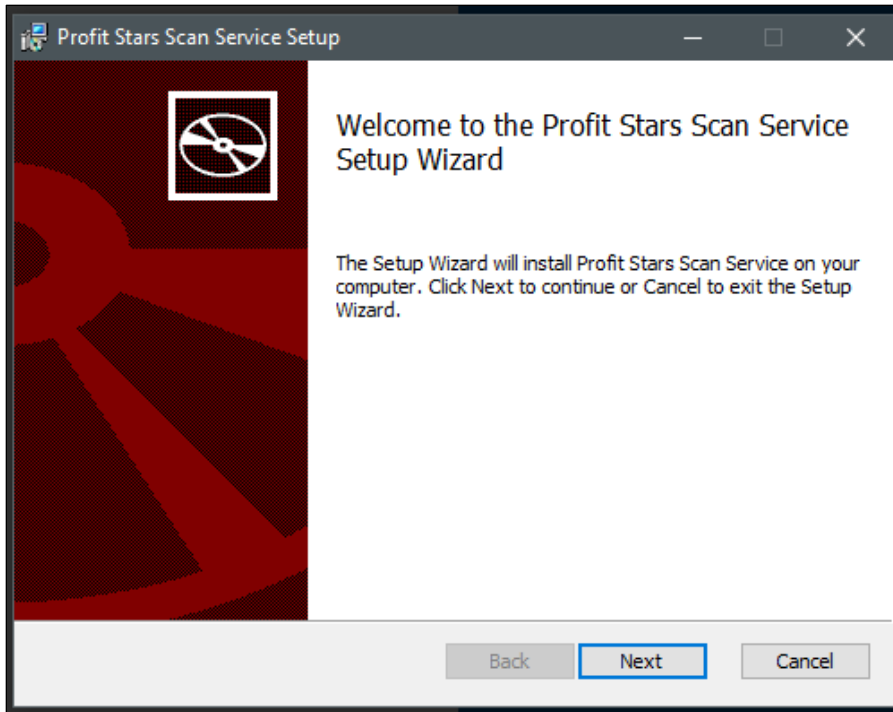 Profit Stars Scan Service Setup
Welcome to the Profit Stars Scan Service
Setup Wizard
The Setup Wizard will install Profit Stars Scan Service on your
computer. Click Next to continue or Cancel to exit the Setup
Wizard.
Back Next Cancel